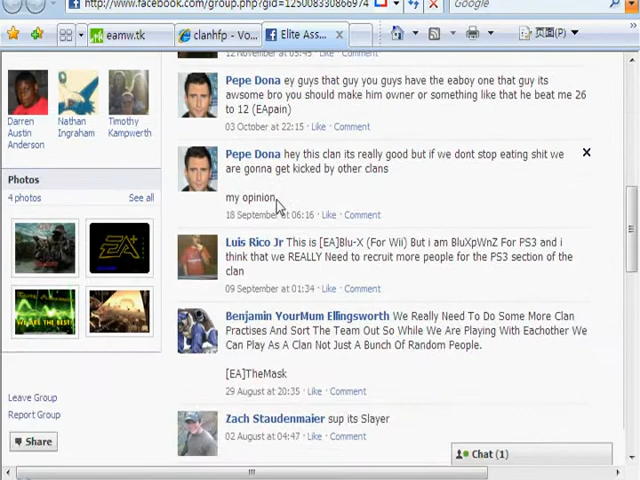 http://www.facebook.com/group.php?gid=125008330866974
Google
eamw.tk
clanhfp - Vob...
Elite Ass...
页面(P)
12 November at 05:45 · Like · Comment
Darren
Austin
Anderson
Nathan
Ingraham
Timothy
Kampwerth
Photos
4 photos
See all
EA
WE ARE THE BEST!
Leave Group
Report Group
Share
Pepe Dona ey guys that guy you guys have the eaboy one that guy its
awsome bro you should make him owner or something like that he beat me 26
to 12 (EApain)
03 October at 22:15 · Like · Comment
Pepe Dona hey this clan its really good but if we dont stop eating shit we
are gonna get kicked by other clans
my opinion
18 September at 06:16 · Like · Comment
Luis Rico Jr This is [EA]Blu-X (For Wii) But i am BluXpWnZ For PS3 and i
think that we REALLY Need to recruit more people for the PS3 section of the
clan
09 September at 01:34 · Like · Comment
Benjamin YourMum Ellingsworth We Really Need To Do Some More Clan
Practises And Sort The Team Out So While We Are Playing With Eachother We
Can Play As A Clan Not Just A Bunch Of Random People.
[EA]TheMask
29 August at 20:35 · Like · Comment
Zach Staudenmaier sup its Slayer
02 August at 04:47 · Like · Comment
Chat (1)